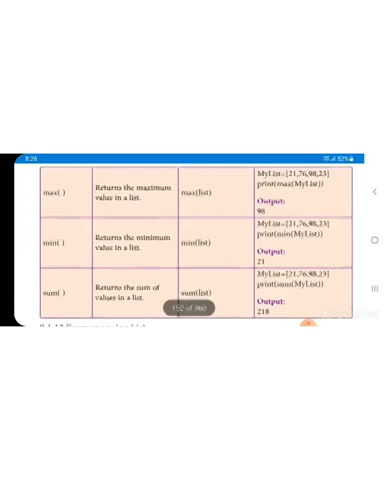 8:26
52%
max( )
Returns the maximum
value in a list.
max(list)
MyList=[21,76,98,23]
print(max(MyList))
Output:
98
min( )
Returns the minimum
value in a list.
min(list)
MyList=[21,76,98,23]
print(min(MyList))
Output:
21
sum( )
Returns the sum of
values in a list.
sum(list)
MyList=[21,76,98,23]
print(sum(MyList))
Output:
218
152 of 360